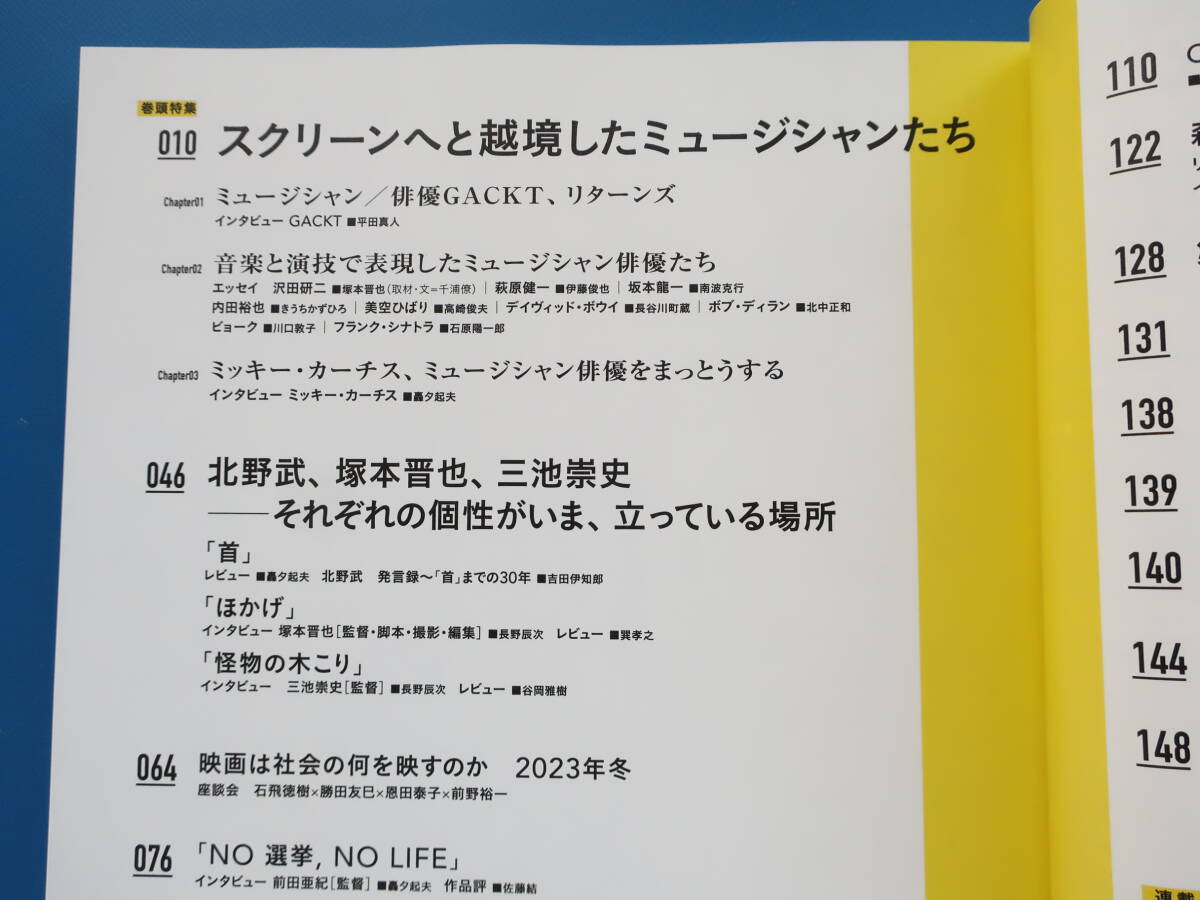 巻頭特集
010 スクリーンへと越境したミュージシャンたち
Chapter01 ミュージシャン／俳優GACKT、リターンズ
インタビュー GACKT ■平田真人
Chapter02 音楽と演技で表現したミュージシャン俳優たち
エッセイ 沢田研二 ■塚本晋也（取材・文＝千浦僚）｜萩原健一 ■伊藤俊也｜坂本龍一 ■南波克行
内田裕也 ■きうちかずひろ｜美空ひばり ■高崎俊夫｜デイヴィッド・ボウイ ■長谷川町蔵｜ボブ・ディラン ■北中正和
ビョーク ■川口敦子｜フランク・シナトラ ■石原陽一郎
Chapter03 ミッキー・カーチス、ミュージシャン俳優をまっとうする
インタビュー ミッキー・カーチス ■轟夕起夫
046 北野武、塚本晋也、三池崇史
――それぞれの個性がいま、立っている場所
「首」
レビュー ■轟夕起夫 北野武 発言録〜「首」までの30年 ■吉田伊知郎
「ほかげ」
インタビュー 塚本晋也［監督・脚本・撮影・編集］ ■長野辰次 レビュー ■巽孝之
「怪物の木こり」
インタビュー 三池崇史［監督］ ■長野辰次 レビュー ■谷岡雅樹
064 映画は社会の何を映すのか 2023年冬
座談会 石飛徳樹×勝田友巳×恩田泰子×前野裕一
076 「NO 選挙, NO LIFE」
インタビュー 前田亜紀［監督］ ■轟夕起夫 作品評 ■佐藤結
110
122
128
131
138
139
140
144
148
連載